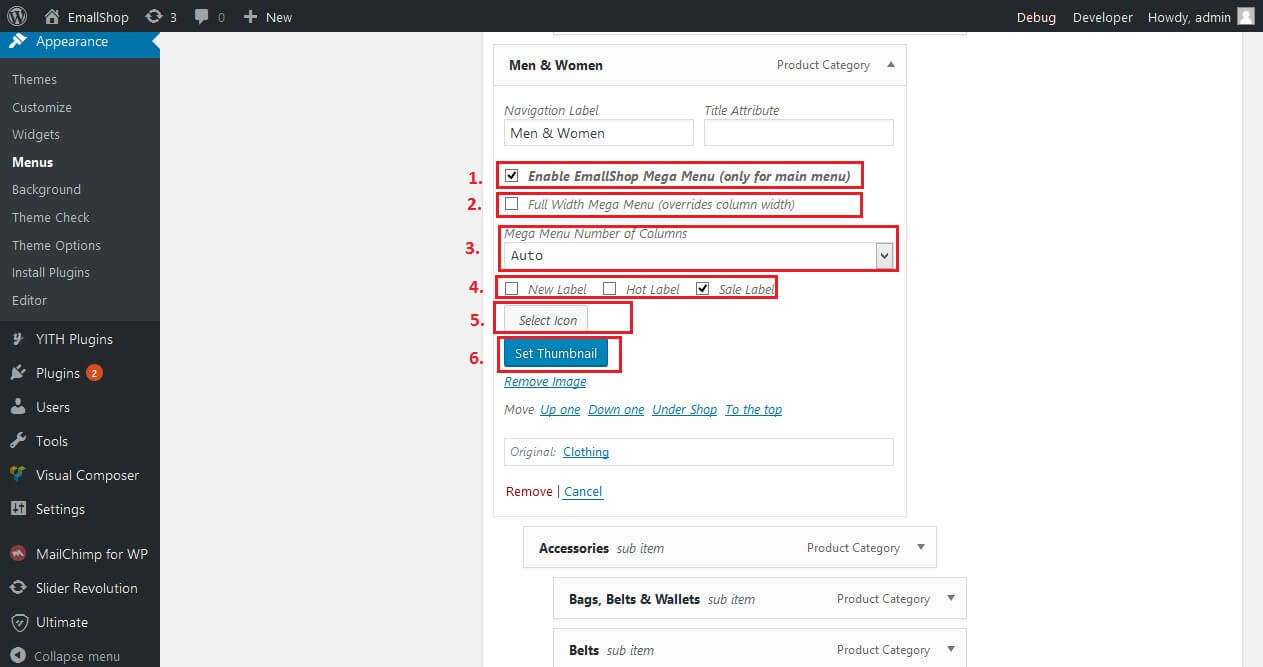 EmallShop 3 0 New Debug Developer Howdy, admin
Appearance
Themes
Customize
Widgets
Menus
Background
Theme Check
Theme Options
Install Plugins
Editor
YITH Plugins
Plugins 2
Users
Tools
Visual Composer
Settings
MailChimp for WP
Slider Revolution
Ultimate
Collapse menu
Men & Women Product Category
Navigation Label Title Attribute
Men & Women
1. Enable EmallShop Mega Menu (only for main menu)
2. Full Width Mega Menu (overrides column width)
Mega Menu Number of Columns
3. Auto
4. New Label Hot Label Sale Label
5. Select Icon
6. Set Thumbnail
Remove Image
Move Up one Down one Under Shop To the top
Original: Clothing
Remove | Cancel
Accessories sub item Product Category
Bags, Belts & Wallets sub item Product Category
Belts sub item Product Category